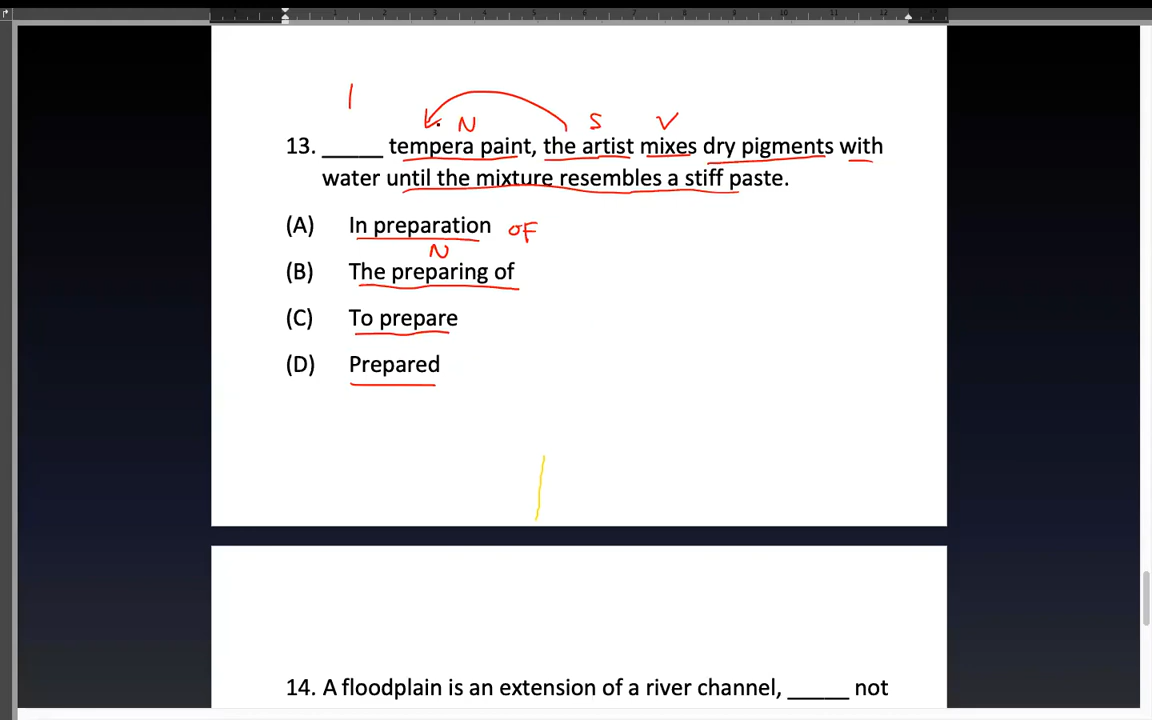 N S V
13. _____ tempera paint, the artist mixes dry pigments with
water until the mixture resembles a stiff paste.
(A) In preparation OF
N
(B) The preparing of
(C) To prepare
(D) Prepared
14. A floodplain is an extension of a river channel, _____ not